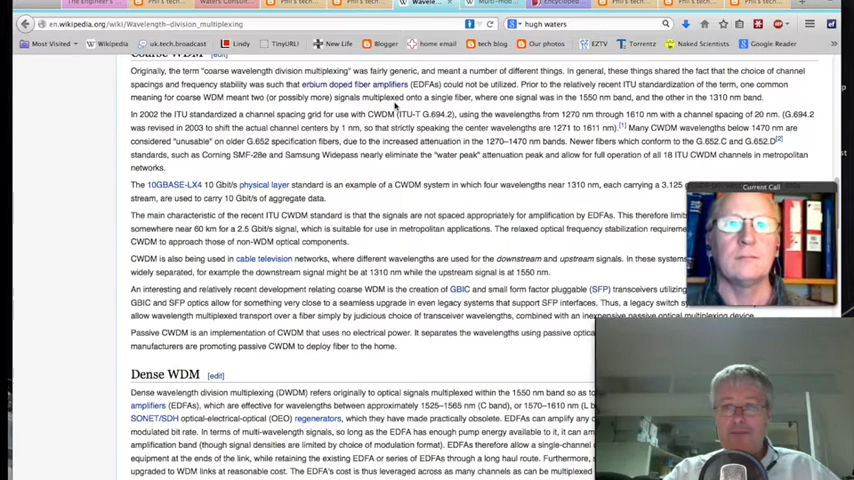 The Engineer's
Phil's tech
Waters Consult
Phil's tech
Phil's tech
Wavele
Multi-mod
Encycloped
Phil's tech
Phil's tech
en.wikipedia.org/wiki/Wavelength-division_multiplexing
hugh waters
Most Visited
Wikipedia
uk.tech.broadcast
Lindy
TinyURL!
New Life
Blogger
home email
tech blog
Our photos
EZTV
Torrentz
Naked Scientists
Google Reader
Coarse WDM [edit]
Originally, the term "coarse wavelength division multiplexing" was fairly generic, and meant a number of different things. In general, these things shared the fact that the choice of channel
spacings and frequency stability was such that erbium doped fiber amplifiers (EDFAs) could not be utilized. Prior to the relatively recent ITU standardization of the term, one common
meaning for coarse WDM meant two (or possibly more) signals multiplexed onto a single fiber, where one signal was in the 1550 nm band, and the other in the 1310 nm band.
In 2002 the ITU standardized a channel spacing grid for use with CWDM (ITU-T G.694.2), using the wavelengths from 1270 nm through 1610 nm with a channel spacing of 20 nm. (G.694.2
was revised in 2003 to shift the actual channel centers by 1 nm, so that strictly speaking the center wavelengths are 1271 to 1611 nm).[1] Many CWDM wavelengths below 1470 nm are
considered "unusable" on older G.652 specification fibers, due to the increased attenuation in the 1270–1470 nm bands. Newer fibers which conform to the G.652.C and G.652.D[2]
standards, such as Corning SMF-28e and Samsung Widepass nearly eliminate the "water peak" attenuation peak and allow for full operation of all 18 ITU CWDM channels in metropolitan
networks.
The 10GBASE-LX4 10 Gbit/s physical layer standard is an example of a CWDM system in which four wavelengths near 1310 nm, each carrying a 3.125
stream, are used to carry 10 Gbit/s of aggregate data.
The main characteristic of the recent ITU CWDM standard is that the signals are not spaced appropriately for amplification by EDFAs. This therefore limits
somewhere near 60 km for a 2.5 Gbit/s signal, which is suitable for use in metropolitan applications. The relaxed optical frequency stabilization requireme
CWDM to approach those of non-WDM optical components.
CWDM is also being used in cable television networks, where different wavelengths are used for the downstream and upstream signals. In these systems
widely separated, for example the downstream signal might be at 1310 nm while the upstream signal is at 1550 nm.
An interesting and relatively recent development relating coarse WDM is the creation of GBIC and small form factor pluggable (SFP) transceivers utilizing
GBIC and SFP optics allow for something very close to a seamless upgrade in even legacy systems that support SFP interfaces. Thus, a legacy switch
allow wavelength multiplexed transport over a fiber simply by judicious choice of transceiver wavelengths, combined with an inexpensive passive optical multiplexing device.
Passive CWDM is an implementation of CWDM that uses no electrical power. It separates the wavelengths using passive optic
manufacturers are promoting passive CWDM to deploy fiber to the home.
Current Call
Dense WDM [edit]
Dense wavelength division multiplexing (DWDM) refers originally to optical signals multiplexed within the 1550 nm band so as to
amplifiers (EDFAs), which are effective for wavelengths between approximately 1525–1565 nm (C band), or 1570–1610 nm (L b
SONET/SDH optical-electrical-optical (OEO) regenerators, which they have made practically obsolete. EDFAs can amplify any c
modulated bit rate. In terms of multi-wavelength signals, so long as the EDFA has enough pump energy available to it, it can am
amplification band (though signal densities are limited by choice of modulation format). EDFAs therefore allow a single-channel
equipment at the ends of the link, while retaining the existing EDFA or series of EDFAs through a long haul route. Furthermore, s
upgraded to WDM links at reasonable cost. The EDFA's cost is thus leveraged across as many channels as can be multiplexed